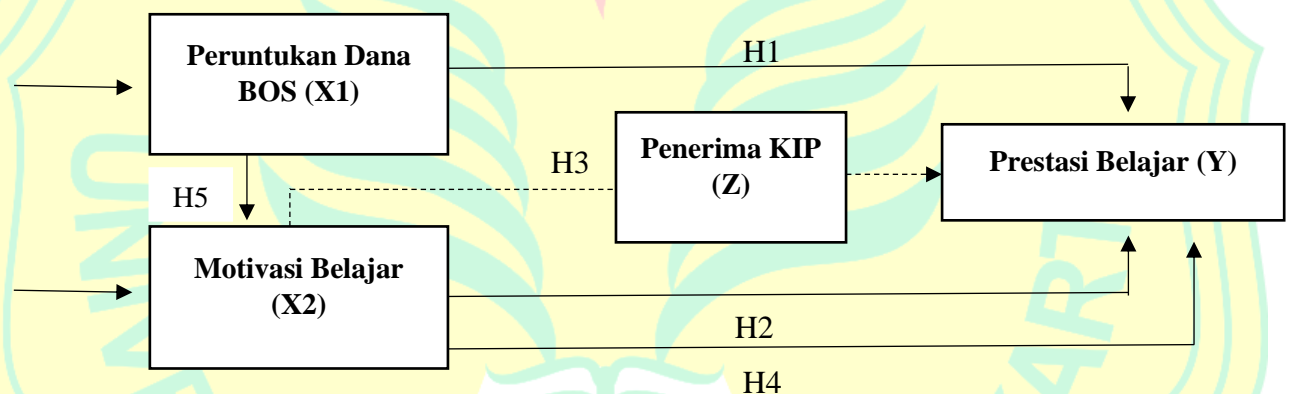 Peruntukan Dana
BOS (X1)
H1
Penerima KIP
(Z)
Prestasi Belajar (Y)
H3
H5
Motivasi Belajar
(X2)
H2
H4